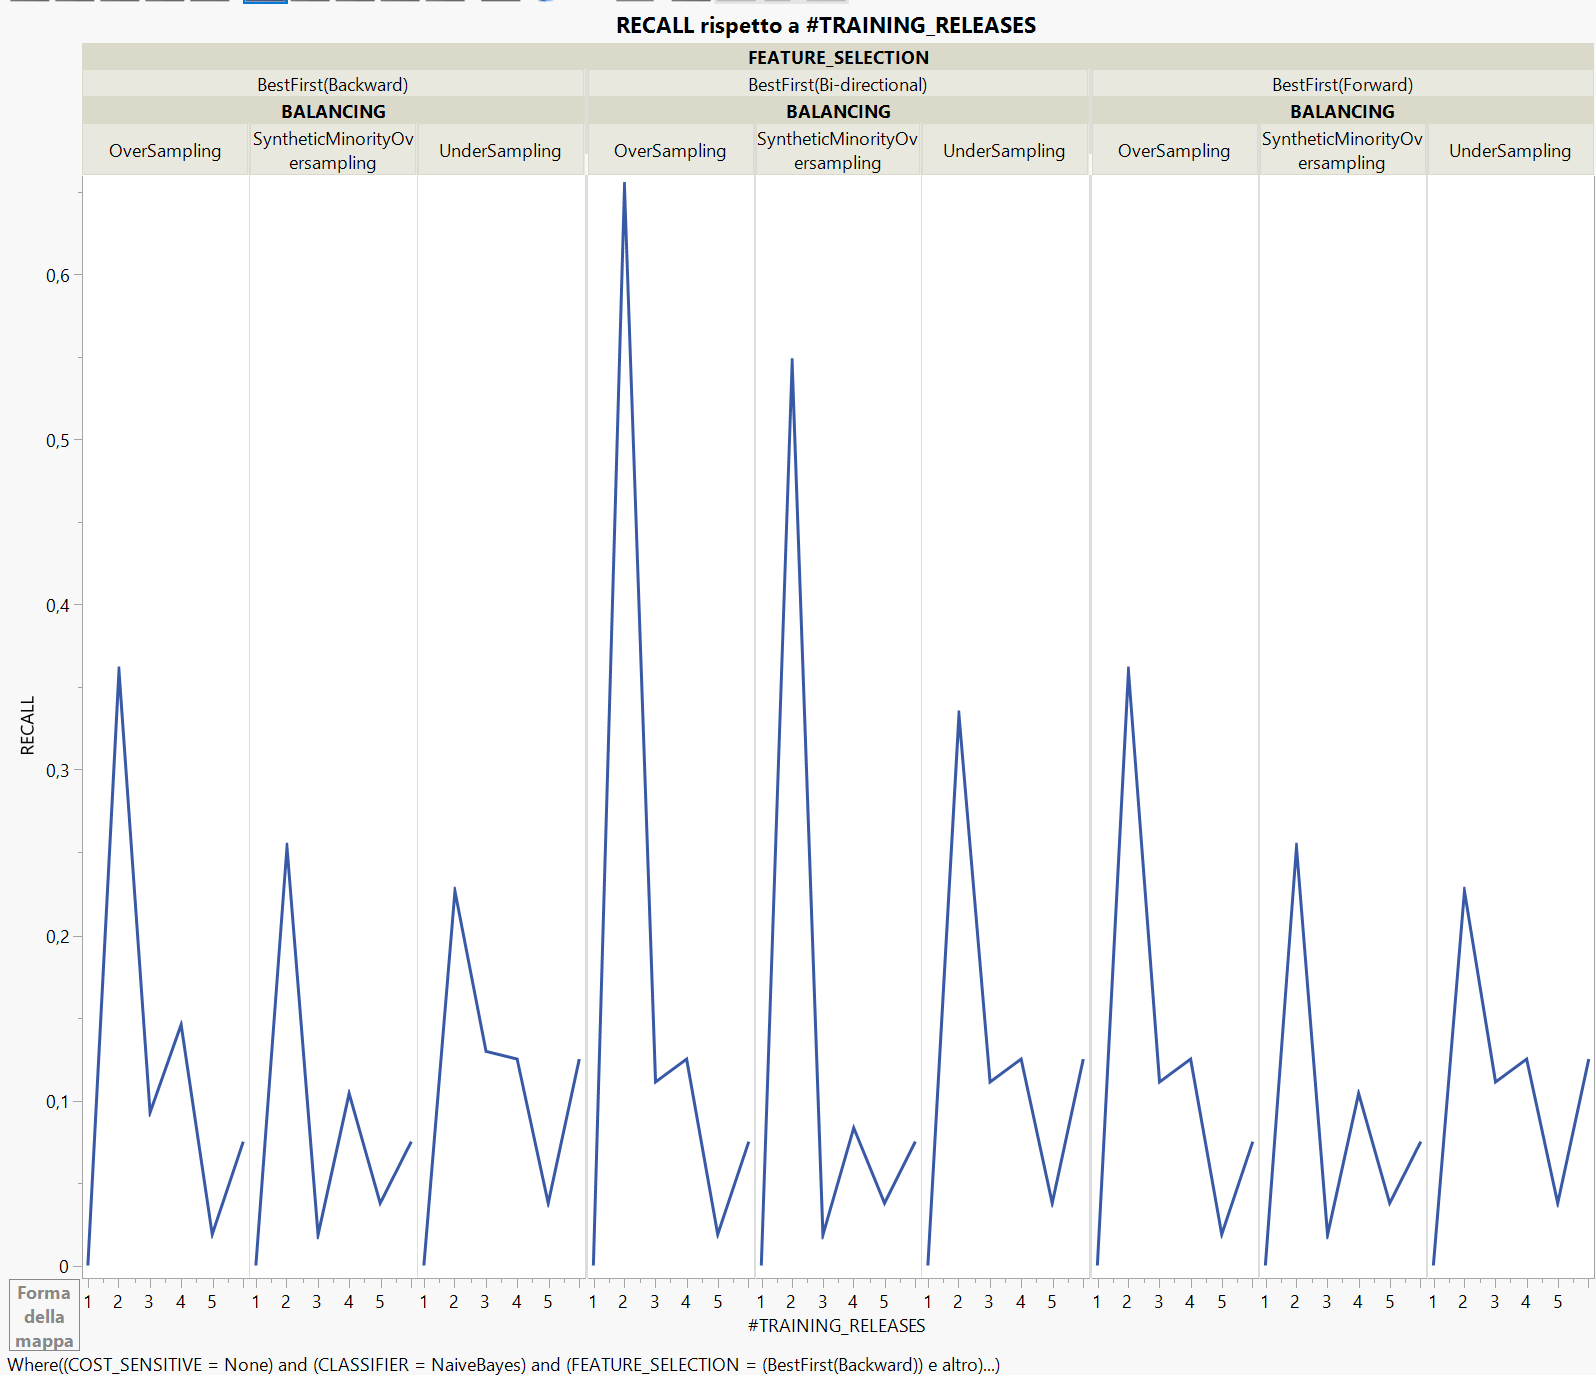 RECALL rispetto a #TRAINING_RELEASES
FEATURE_SELECTION
BestFirst(Backward) BestFirst(Bi-directional) BestFirst(Forward)
BALANCING BALANCING BALANCING
OverSampling SyntheticMinorityOv ersampling UnderSampling OverSampling SyntheticMinorityOv ersampling UnderSampling OverSampling SyntheticMinorityOv ersampling UnderSampling
0,6
0,5
0,4
0,3
0,2
0,1
0
RECALL
1 2 3 4 5 1 2 3 4 5 1 2 3 4 5 1 2 3 4 5 1 2 3 4 5 1 2 3 4 5 1 2 3 4 5 1 2 3 4 5 1 2 3 4 5
#TRAINING_RELEASES
Forma
della
mappa
Where((COST_SENSITIVE = None) and (CLASSIFIER = NaiveBayes) and (FEATURE_SELECTION = (BestFirst(Backward)) e altro)...)